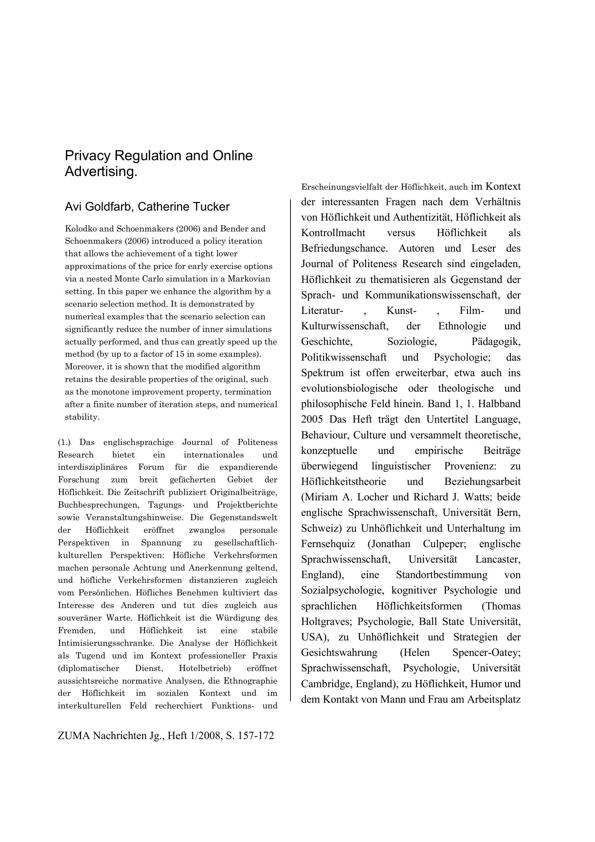 Privacy Regulation and Online
Advertising.
Avi Goldfarb, Catherine Tucker
Kolodko and Schoenmakers (2006) and Bender and
Schoenmakers (2006) introduced a policy iteration
that allows the achievement of a tight lower
approximations of the price for early exercise options
via a nested Monte Carlo simulation in a Markovian
setting. In this paper we enhance the algorithm by a
scenario selection method. It is demonstrated by
numerical examples that the scenario selection can
significantly reduce the number of inner simulations
actually performed, and thus can greatly speed up the
method (by up to a factor of 15 in some examples).
Moreover, it is shown that the modified algorithm
retains the desirable properties of the original, such
as the monotone improvement property, termination
after a finite number of iteration steps, and numerical
stability.
(1.) Das englischsprachige Journal of Politeness
Research bietet ein internationales und
interdisziplinäres Forum für die expandierende
Forschung zum breit gefächerten Gebiet der
Höflichkeit. Die Zeitschrift publiziert Originalbeiträge,
Buchbesprechungen, Tagungs- und Projektberichte
sowie Veranstaltungshinweise. Die Gegenstandswelt
der Höflichkeit eröffnet zwanglos personale
Perspektiven in Spannung zu gesellschaftlich-
kulturellen Perspektiven: Höfliche Verkehrsformen
machen personale Achtung und Anerkennung geltend,
und höfliche Verkehrsformen distanzieren zugleich
vom Persönlichen. Höfliches Benehmen kultiviert das
Interesse des Anderen und tut dies zugleich aus
souveräner Warte. Höflichkeit ist die Würdigung des
Fremden, und Höflichkeit ist eine stabile
Intimisierungsschranke. Die Analyse der Höflichkeit
als Tugend und im Kontext professioneller Praxis
(diplomatischer Dienst, Hotelbetrieb) eröffnet
aussichtsreiche normative Analysen, die Ethnographie
der Höflichkeit im sozialen Kontext und im
interkulturellen Feld recherchiert Funktions- und
Erscheinungsvielfalt der Höflichkeit, auch im Kontext
der interessanten Fragen nach dem Verhältnis
von Höflichkeit und Authentizität, Höflichkeit als
Kontrollmacht versus Höflichkeit als
Befriedungschance. Autoren und Leser des
Journal of Politeness Research sind eingeladen,
Höflichkeit zu thematisieren als Gegenstand der
Sprach- und Kommunikationswissenschaft, der
Literatur- , Kunst- , Film- und
Kulturwissenschaft, der Ethnologie und
Geschichte, Soziologie, Pädagogik,
Politikwissenschaft und Psychologie; das
Spektrum ist offen erweiterbar, etwa auch ins
evolutionsbiologische oder theologische und
philosophische Feld hinein. Band 1, 1. Halbband
2005 Das Heft trägt den Untertitel Language,
Behaviour, Culture und versammelt theoretische,
konzeptuelle und empirische Beiträge
überwiegend linguistischer Provenienz: zu
Höflichkeitstheorie und Beziehungsarbeit
(Miriam A. Locher und Richard J. Watts; beide
englische Sprachwissenschaft, Universität Bern,
Schweiz) zu Unhöflichkeit und Unterhaltung im
Fernsehquiz (Jonathan Culpeper; englische
Sprachwissenschaft, Universität Lancaster,
England), eine Standortbestimmung von
Sozialpsychologie, kognitiver Psychologie und
sprachlichen Höflichkeitsformen (Thomas
Holtgraves; Psychologie, Ball State Universität,
USA), zu Unhöflichkeit und Strategien der
Gesichtswahrung (Helen Spencer-Oatey;
Sprachwissenschaft, Psychologie, Universität
Cambridge, England), zu Höflichkeit, Humor und
dem Kontakt von Mann und Frau am Arbeitsplatz
ZUMA Nachrichten Jg., Heft 1/2008, S. 157-172